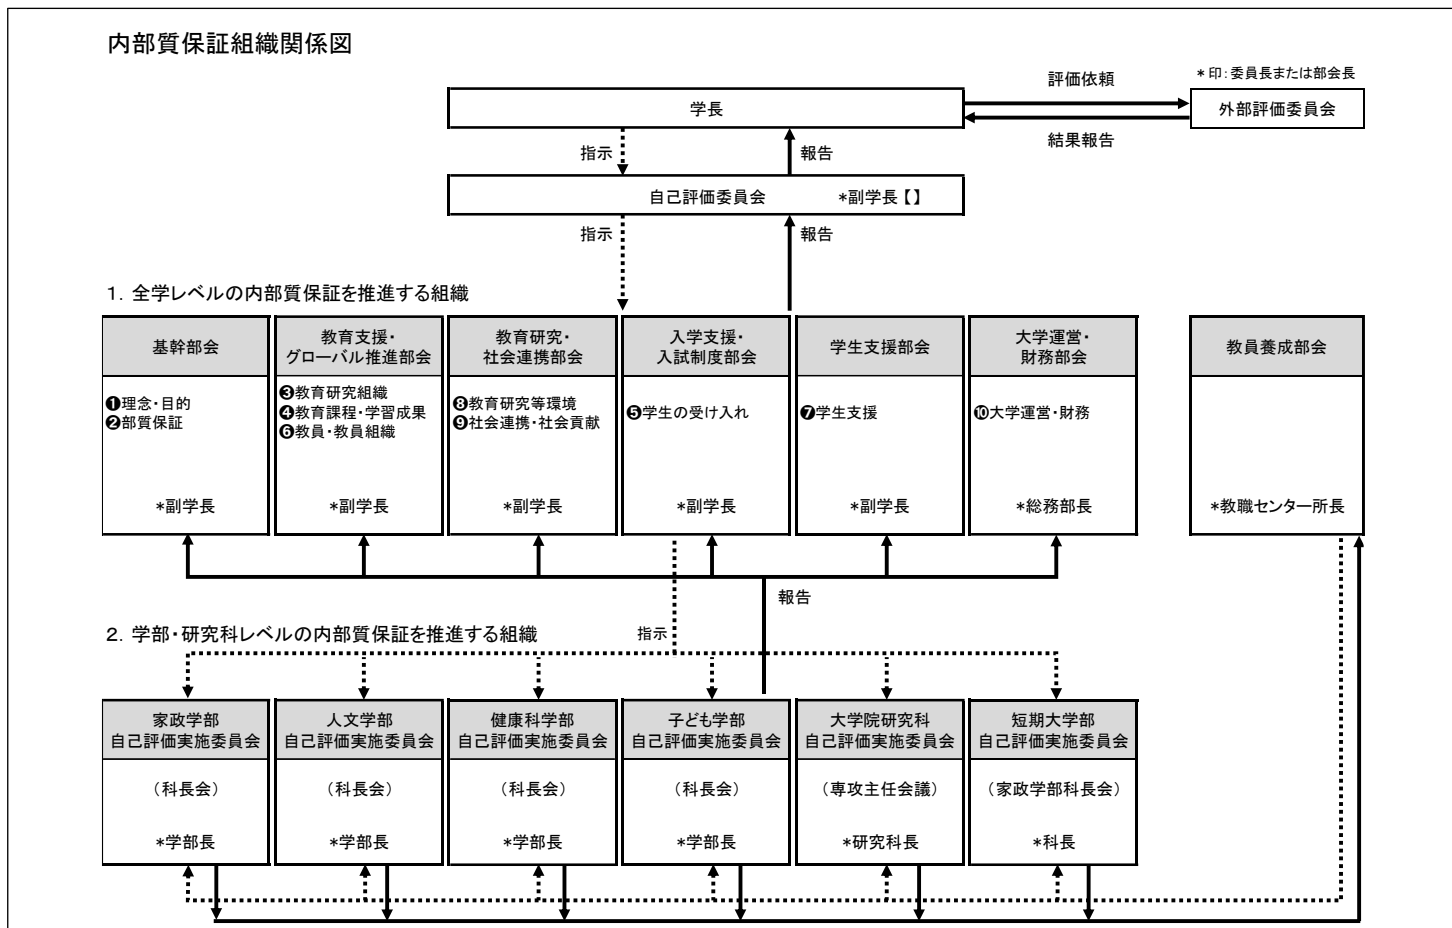 内部質保証組織関係図
*印：委員長または部会長
評価依頼
学長
外部評価委員会
結果報告
指示
報告
自己評価委員会 *副学長【】
指示
報告
1．全学レベルの内部質保証を推進する組織
基幹部会
❶理念・目的
❷部質保証
*副学長
教育支援・
グローバル推進部会
❸教育研究組織
❹教育課程・学習成果
❻教員・教員組織
*副学長
教育研究・
社会連携部会
❽教育研究等環境
❾社会連携・社会貢献
*副学長
入学支援・
入試制度部会
❺学生の受け入れ
*副学長
学生支援部会
❼学生支援
*副学長
大学運営・
財務部会
❿大学運営・財務
*総務部長
教員養成部会
*教職センター所長
報告
2．学部・研究科レベルの内部質保証を推進する組織
指示
家政学部
自己評価実施委員会
（科長会）
*学部長
人文学部
自己評価実施委員会
（科長会）
*学部長
健康科学部
自己評価実施委員会
（科長会）
*学部長
子ども学部
自己評価実施委員会
（科長会）
*学部長
大学院研究科
自己評価実施委員会
（専攻主任会議）
*研究科長
短期大学部
自己評価実施委員会
（家政学部科長会）
*科長